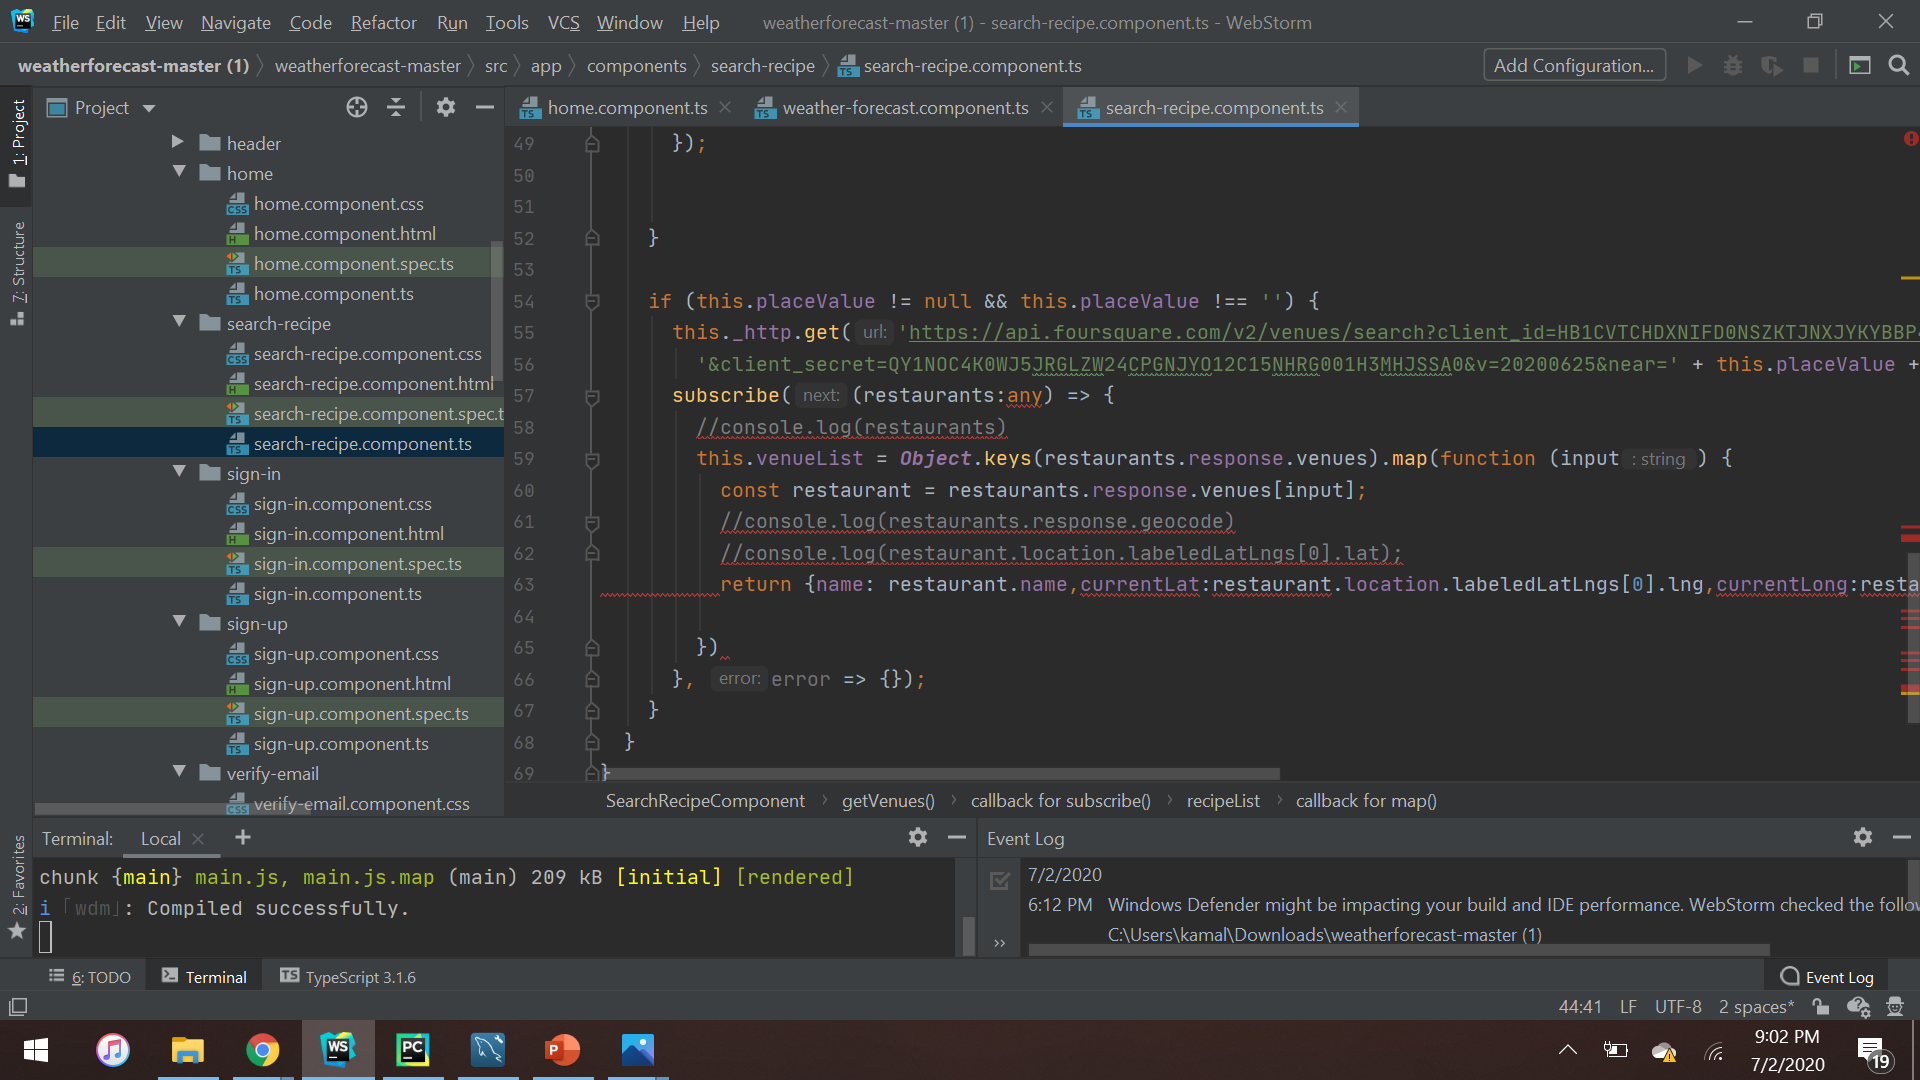 File Edit View Navigate Code Refactor Run Tools VCS Window Help weatherforecast-master (1) - search-recipe.component.ts - WebStorm
weatherforecast-master (1) weatherforecast-master src app components search-recipe search-recipe.component.ts Add Configuration...
1: Project
7: Structure
2: Favorites
Project
header
home
home.component.css
home.component.html
home.component.spec.ts
home.component.ts
search-recipe
search-recipe.component.css
search-recipe.component.html
search-recipe.component.spec.t
search-recipe.component.ts
sign-in
sign-in.component.css
sign-in.component.html
sign-in.component.spec.ts
sign-in.component.ts
sign-up
sign-up.component.css
sign-up.component.html
sign-up.component.spec.ts
sign-up.component.ts
verify-email
verify-email.component.css
home.component.ts weather-forecast.component.ts search-recipe.component.ts
49 });
50
51
52 }
53
54 if (this.placeValue != null && this.placeValue !== '') {
55 this._http.get( url: 'https://api.foursquare.com/v2/venues/search?client_id=HB1CVTCHDXNIFD0NSZKTJNXJYKYBBP
56 '&client_secret=QY1NOC4K0WJ5JRGLZW24CPGNJYO12C15NHRG001H3MHJSSA0&v=20200625&near=' + this.placeValue +
57 subscribe( next: (restaurants:any) => {
58 //console.log(restaurants)
59 this.venueList = Object.keys(restaurants.response.venues).map(function (input : string ) {
60 const restaurant = restaurants.response.venues[input];
61 //console.log(restaurants.response.geocode)
62 //console.log(restaurant.location.labeledLatLngs[0].lat);
63 return {name: restaurant.name,currentLat:restaurant.location.labeledLatLngs[0].lng,currentLong:resta
64
65 })
66 }, error: error => {});
67 }
68 }
69 }
SearchRecipeComponent getVenues() callback for subscribe() recipeList callback for map()
Terminal: Local +
chunk {main} main.js, main.js.map (main) 209 kB [initial] [rendered]
i 「wdm」: Compiled successfully.
Event Log
7/2/2020
6:12 PM Windows Defender might be impacting your build and IDE performance. WebStorm checked the follow
C:\Users\kamal\Downloads\weatherforecast-master (1)
6: TODO Terminal TypeScript 3.1.6 Event Log
44:41 LF UTF-8 2 spaces*
9:02 PM
7/2/2020
19